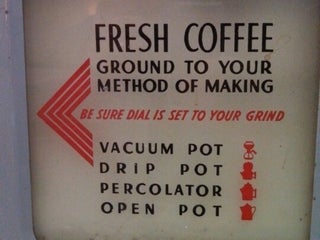 FRESH COFFEE
GROUND TO YOUR
METHOD OF MAKING
BE SURE DIAL IS SET TO YOUR GRIND
VACUUM POT
DRIP POT
PERCOLATOR
OPEN POT